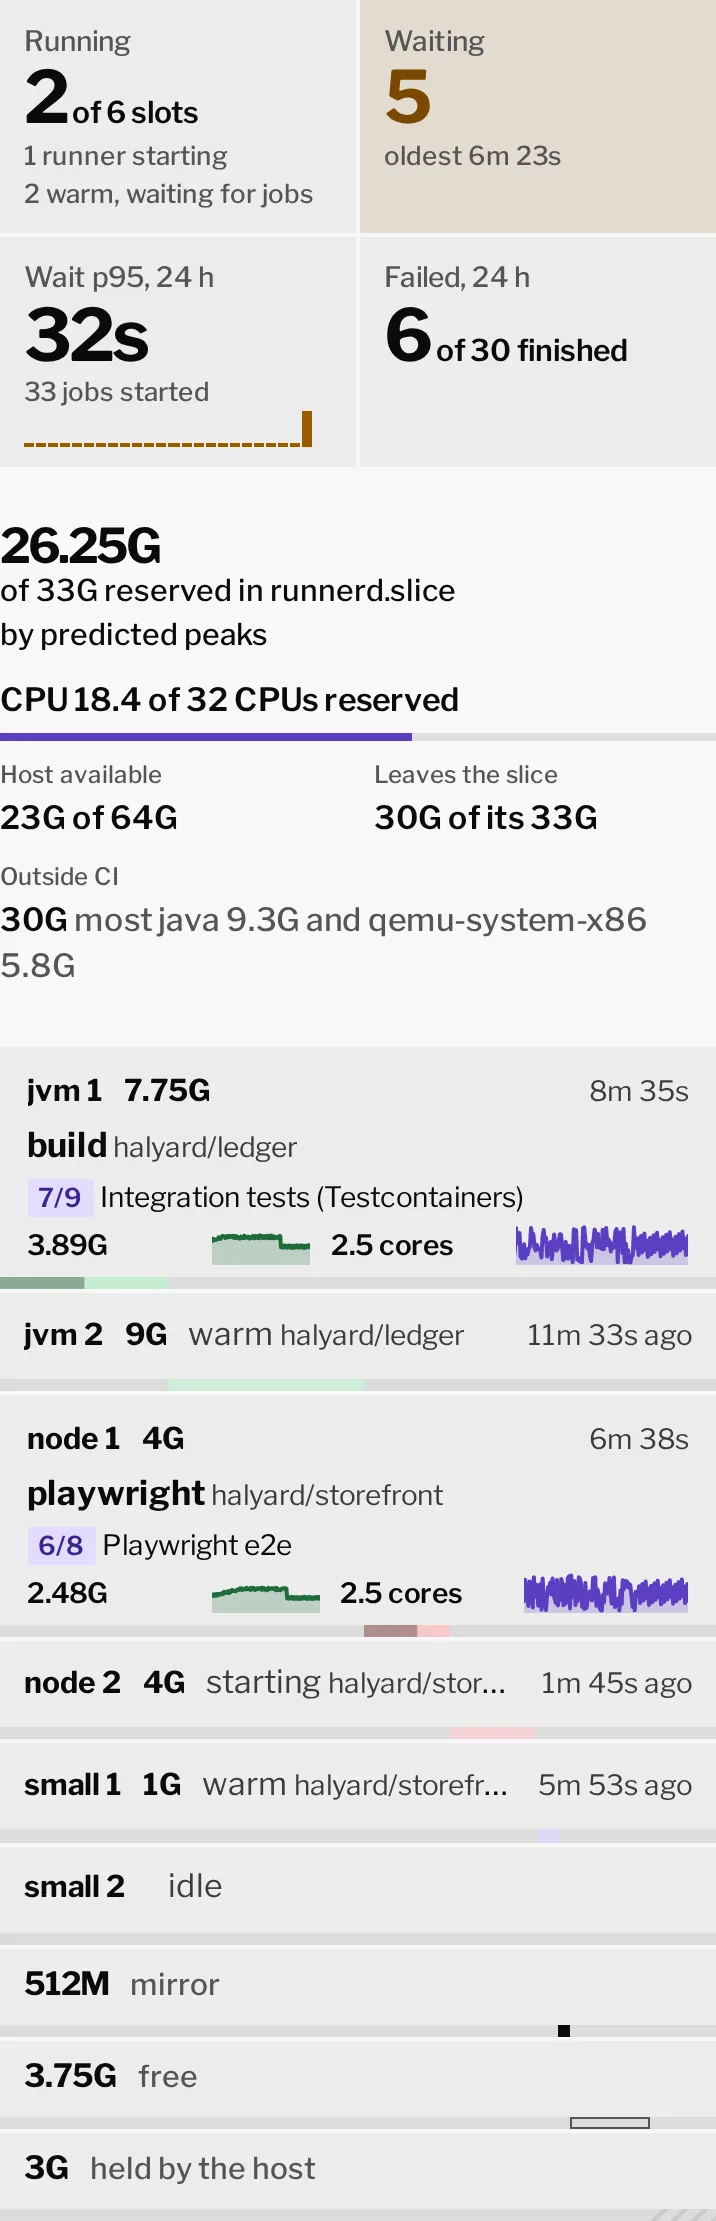 Running
2 of 6 slots
1 runner starting
2 warm, waiting for jobs
Waiting
5
oldest 6m 23s
Wait p95, 24 h
32s
33 jobs started
Failed, 24 h
6 of 30 finished
26.25G
of 33G reserved in runnerd.slice
by predicted peaks
CPU 18.4 of 32 CPUs reserved
Host available
23G of 64G
Leaves the slice
30G of its 33G
Outside CI
30G most java 9.3G and qemu-system-x86
5.8G
jvm 1 7.75G 8m 35s
build halyard/ledger
7/9 Integration tests (Testcontainers)
3.89G 2.5 cores
jvm 2 9G warm halyard/ledger 11m 33s ago
node 1 4G 6m 38s
playwright halyard/storefront
6/8 Playwright e2e
2.48G 2.5 cores
node 2 4G starting halyard/stor... 1m 45s ago
small 1 1G warm halyard/storefr... 5m 53s ago
small 2 idle
512M mirror
3.75G free
3G held by the host